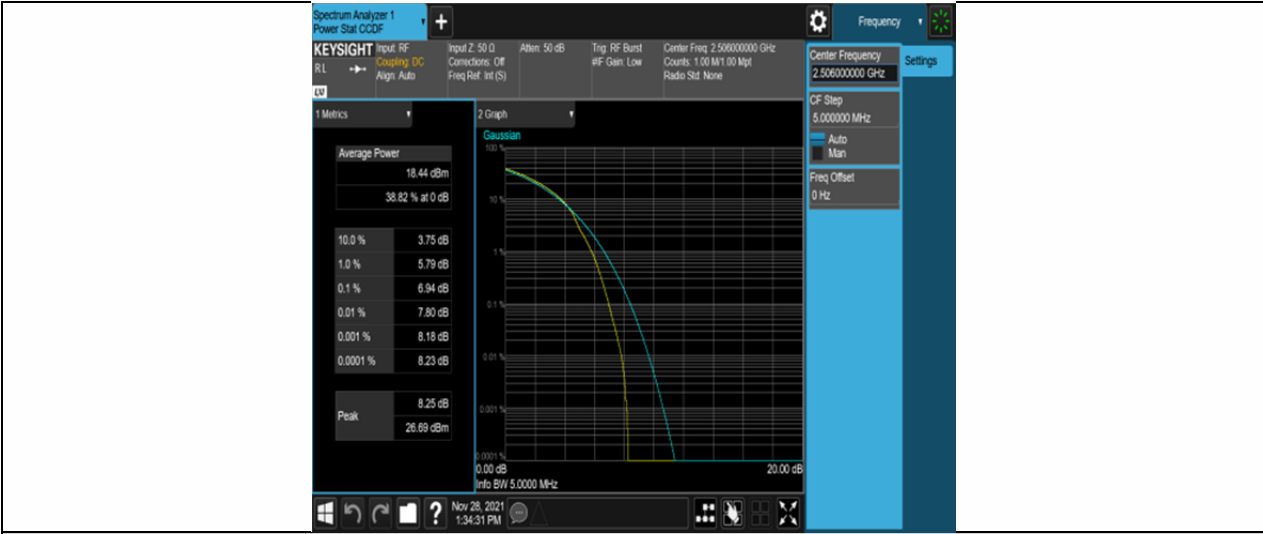 Spectrum Analyzer 1
Power Stat CCDF
Frequency
KEYSIGHT
Input: RF
Coupling: DC
Align: Auto
Input Z: 50 Ω
Corrections: Off
Freq Ref: Int (S)
Atten: 50 dB
Trig: RF Burst
#IF Gain: Low
Center Freq: 2.506000000 GHz
Counts: 1.00 M/1.00 Mpt
Radio Std: None
R L
LV
Center Frequency
2.506000000 GHz
Settings
CF Step
5.000000 MHz
Auto
Man
Freq Offset
0 Hz
1 Metrics
Average Power
18.44 dBm
38.82 % at 0 dB
10.0 % 3.75 dB
1.0 % 5.79 dB
0.1 % 6.94 dB
0.01 % 7.80 dB
0.001 % 8.18 dB
0.0001 % 8.23 dB
Peak
8.25 dB
26.69 dBm
2 Graph
Gaussian
100 %
10 %
1 %
0.1 %
0.01 %
0.001 %
0.0001 %
0.00 dB 20.00 dB
Info BW 5.0000 MHz
Nov 28, 2021
1:34:31 PM